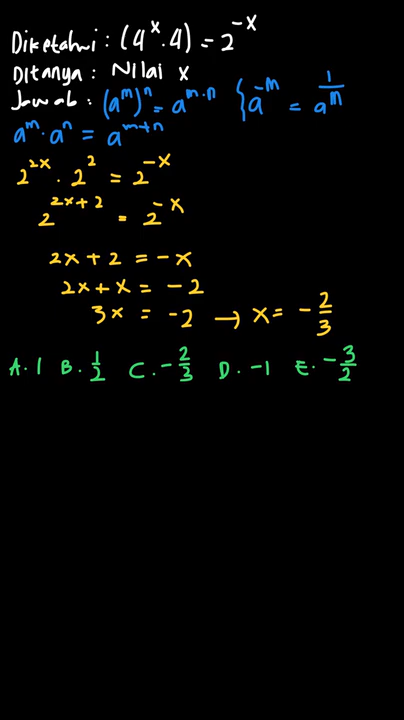 Diketahui : (4^x . 4) = 2^-x
Ditanya : Nilai x
Jawab : (a^m)^n = a^m.n { a^-m = 1/a^m
a^m . a^n = a^m+n
2^2x . 2^2 = 2^-x
2^2x+2 = 2^-x
2x + 2 = -x
2x + x = -2
3x = -2 → x = -2/3
A. 1 B. 1/2 C. -2/3 D. -1 E. -3/2